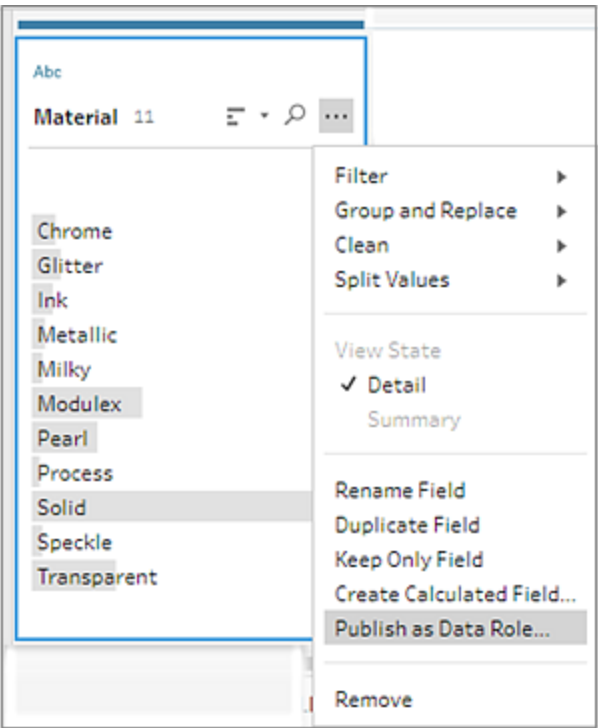 Abc
Material 11
Chrome
Glitter
Ink
Metallic
Milky
Modulex
Pearl
Process
Solid
Speckle
Transparent
Filter
Group and Replace
Clean
Split Values
View State
✓ Detail
Summary
Rename Field
Duplicate Field
Keep Only Field
Create Calculated Field...
Publish as Data Role...
Remove